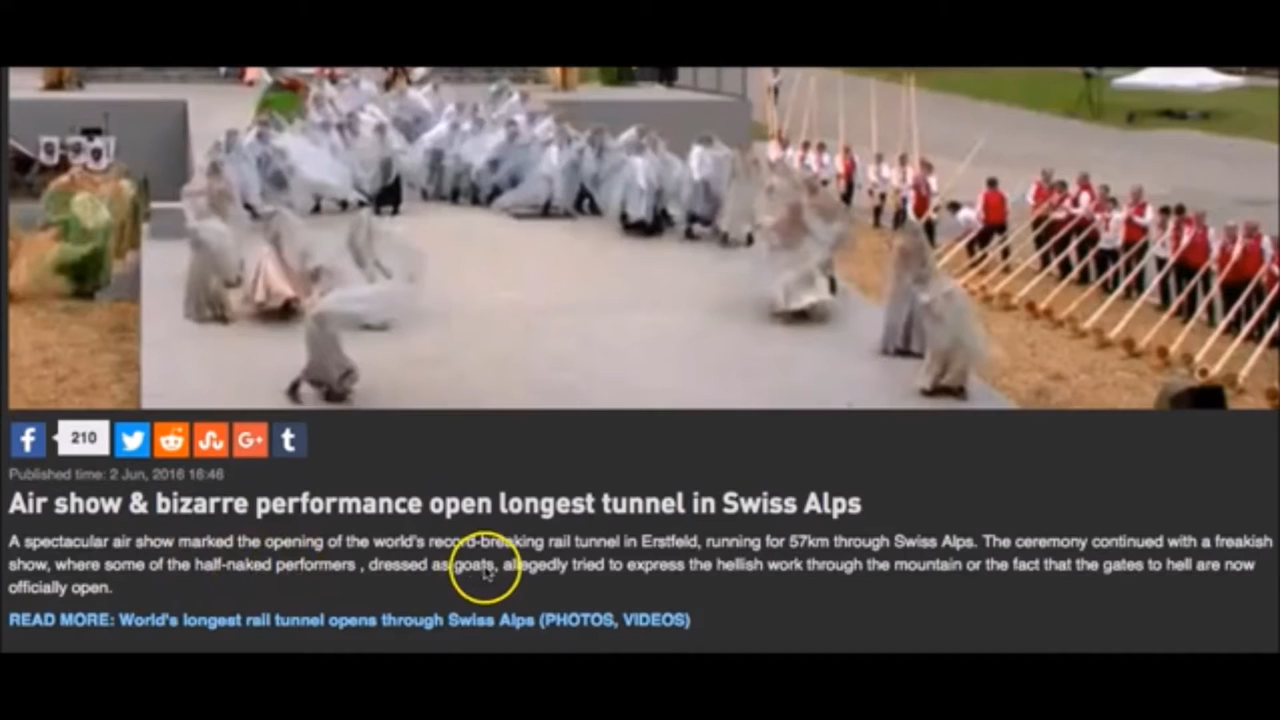 210
Published time: 2 Jun, 2016 16:46
Air show & bizarre performance open longest tunnel in Swiss Alps
A spectacular air show marked the opening of the world's record-breaking rail tunnel in Erstfeld, running for 57km through Swiss Alps. The ceremony continued with a freakish
show, where some of the half-naked performers , dressed as goats, allegedly tried to express the hellish work through the mountain or the fact that the gates to hell are now
officially open.
READ MORE: World's longest rail tunnel opens through Swiss Alps (PHOTOS, VIDEOS)